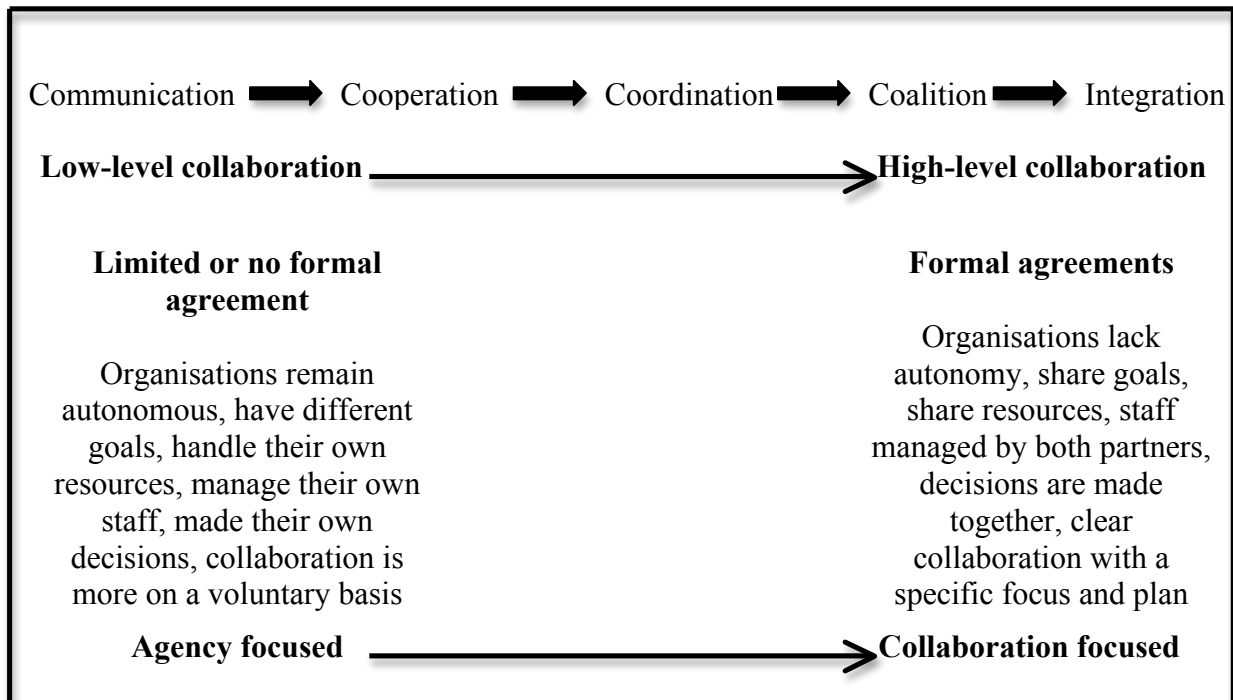 Communication Cooperation Coordination Coalition Integration
Low-level collaboration High-level collaboration
Limited or no formal
agreement
Organisations remain
autonomous, have different
goals, handle their own
resources, manage their own
staff, made their own
decisions, collaboration is
more on a voluntary basis
Formal agreements
Organisations lack
autonomy, share goals,
share resources, staff
managed by both partners,
decisions are made
together, clear
collaboration with a
specific focus and plan
Agency focused Collaboration focused